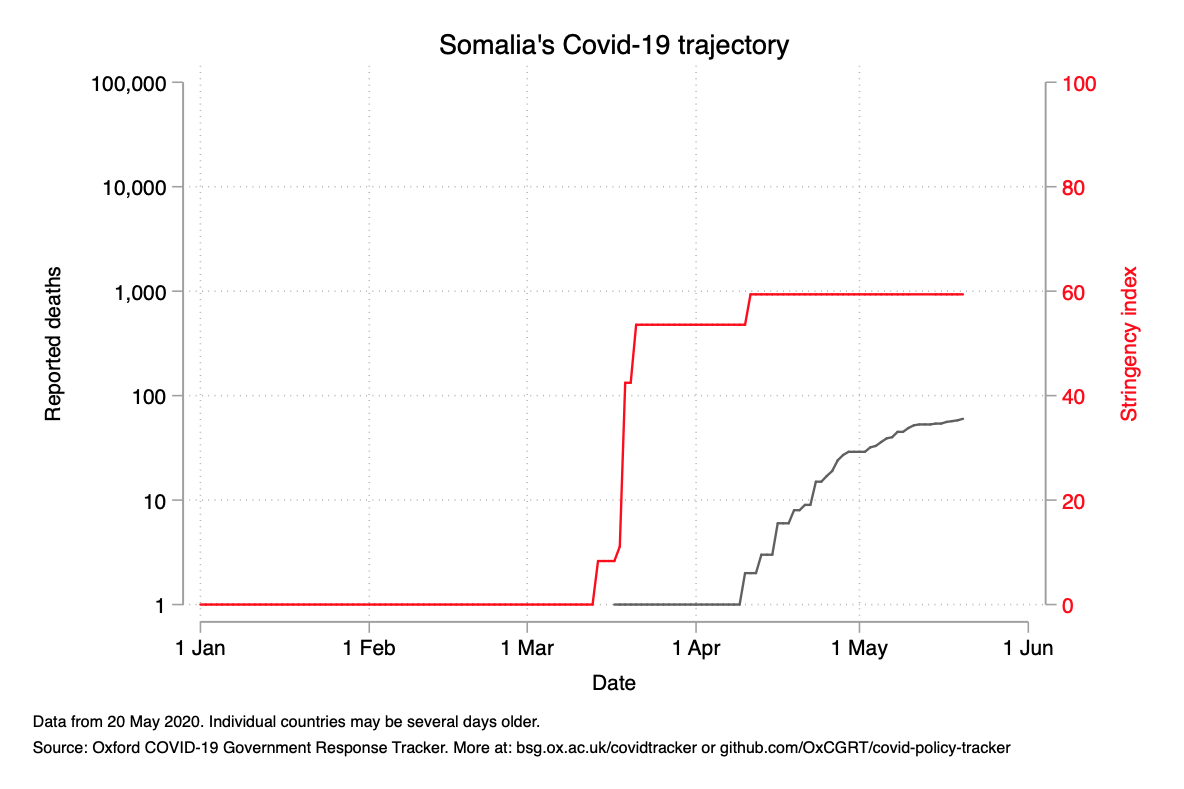 Somalia's Covid-19 trajectory
100,000
10,000
1,000
100
10
1
Reported deaths
100
80
60
40
20
0
Stringency index
1 Jan
1 Feb
1 Mar
1 Apr
1 May
1 Jun
Date
Data from 20 May 2020. Individual countries may be several days older.
Source: Oxford COVID-19 Government Response Tracker. More at: bsg.ox.ac.uk/covidtracker or github.com/OxCGRT/covid-policy-tracker